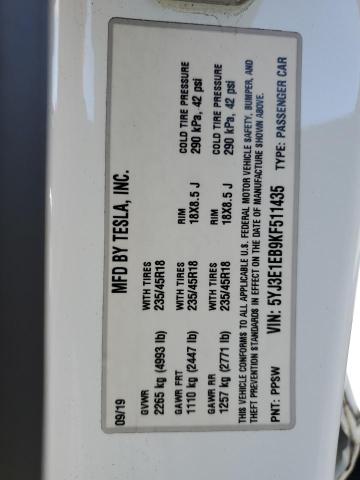 MFD BY TESLA, INC.
09/19
GVWR WITH TIRES RIM COLD TIRE PRESSURE
2265 kg (4993 lb) 235/45R18 18X8.5 J 290 kPa, 42 psi
GAWR FRT WITH TIRES RIM COLD TIRE PRESSURE
1110 kg (2447 lb) 235/45R18 18X8.5 J 290 kPa, 42 psi
GAWR RR
1257 kg (2771 lb) 235/45R18
THIS VEHICLE CONFORMS TO ALL APPLICABLE U.S. FEDERAL MOTOR VEHICLE SAFETY, BUMPER, AND
THEFT PREVENTION STANDARDS IN EFFECT ON THE DATE OF MANUFACTURE SHOWN ABOVE.
PNT: PPSW VIN: 5YJ3E1EB9KF511435 TYPE: PASSENGER CAR